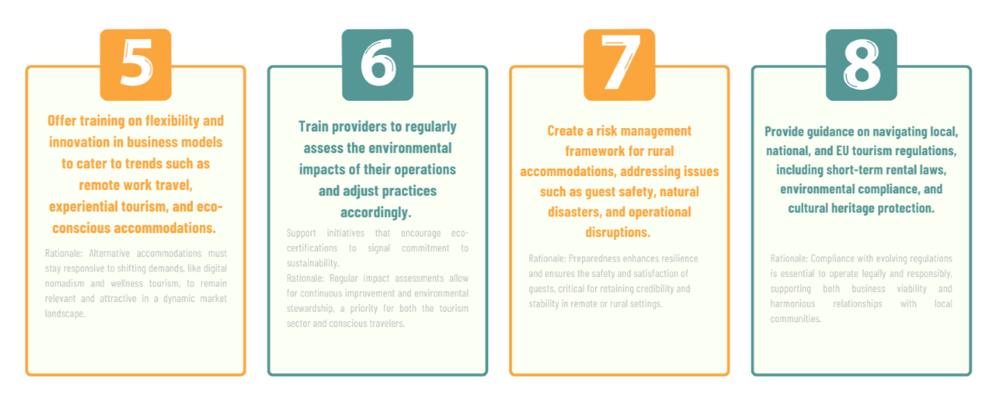 5
Offer training on flexibility and
innovation in business models
to cater to trends such as
remote work travel,
experiential tourism, and eco-
conscious accommodations.
Rationale: Alternative accommodations must
stay responsive to shifting demands, like digital
nomadism and wellness tourism, to remain
relevant and attractive in a dynamic market
landscape.
6
Train providers to regularly
assess the environmental
impacts of their operations
and adjust practices
accordingly.
Support initiatives that encourage eco-
certifications to signal commitment to
sustainability.
Rationale: Regular impact assessments allow
for continuous improvement and environmental
stewardship, a priority for both the tourism
sector and conscious travelers.
7
Create a risk management
framework for rural
accommodations, addressing issues
such as guest safety, natural
disasters, and operational
disruptions.
Rationale: Preparedness enhances resilience
and ensures the safety and satisfaction of
guests, critical for retaining credibility and
stability in remote or rural settings.
8
Provide guidance on navigating local,
national, and EU tourism regulations,
including short-term rental laws,
environmental compliance, and
cultural heritage protection.
Rationale: Compliance with evolving regulations
is essential to operate legally and responsibly,
supporting both business viability and
harmonious relationships with local
communities.